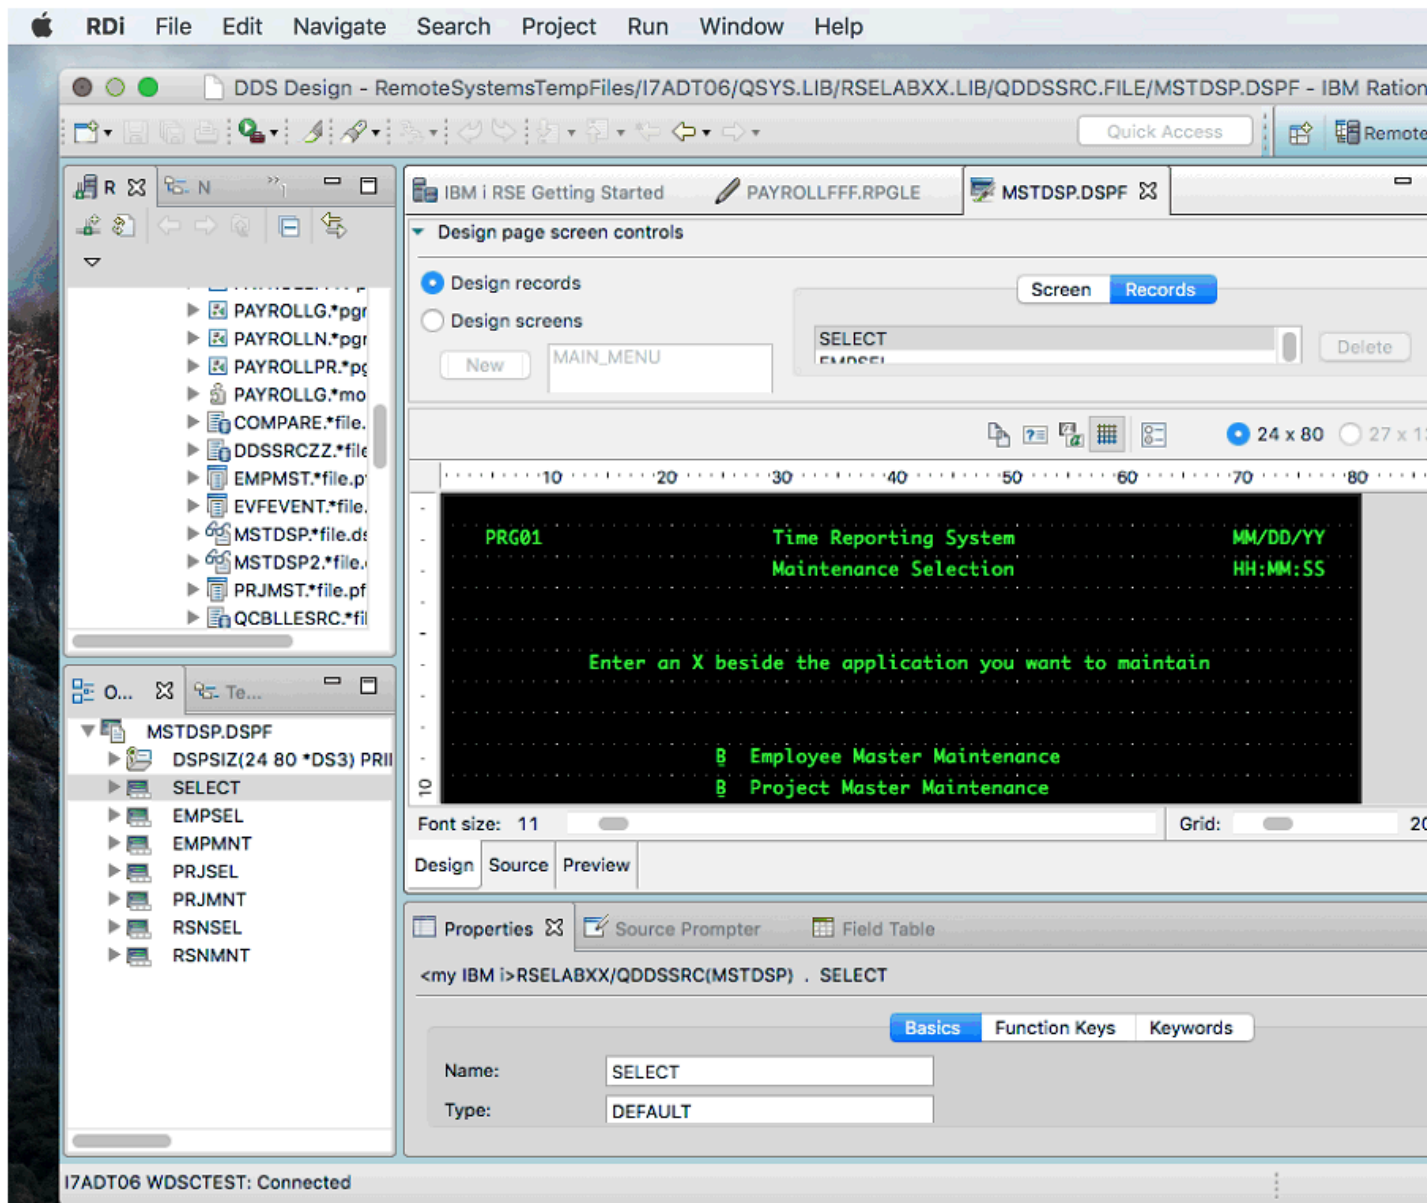 RDi File Edit Navigate Search Project Run Window Help
DDS Design - RemoteSystemsTempFiles/I7ADT06/QSYS.LIB/RSELABXX.LIB/QDDSSRC.FILE/MSTDSP.DSPF - IBM Ration
Quick Access
Remote
R N
IBM i RSE Getting Started PAYROLLFFF.RPGLE MSTDSP.DSPF
Design page screen controls
Design records
Design screens
New
MAIN_MENU
Screen Records
SELECT
EMPSEL
Delete
PAYROLLG.*pgr
PAYROLLN.*pgr
PAYROLLPR.*pg
PAYROLLG.*mo
COMPARE.*file.
DDSSRCZZ.*file
EMPMST.*file.p
EVFEVENT.*file.
MSTDSP.*file.ds
MSTDSP2.*file.
PRJMST.*file.pf
QCBLLESRC.*fil
24 x 80 27 x 1
10 20 30 40 50 60 70 80
PRG01 Time Reporting System MM/DD/YY
Maintenance Selection HH:MM:SS
Enter an X beside the application you want to maintain
B Employee Master Maintenance
10
B Project Master Maintenance
Font size: 11 Grid: 20
Design Source Preview
O... Te...
MSTDSP.DSPF
DSPSIZ(24 80 *DS3) PRI
SELECT
EMPSEL
EMPMNT
PRJSEL
PRJMNT
RSNSEL
RSNMNT
Properties Source Prompter Field Table
<my IBM i>RSELABXX/QDDSSRC(MSTDSP) . SELECT
Basics Function Keys Keywords
Name: SELECT
Type: DEFAULT
I7ADT06 WDSCTEST: Connected